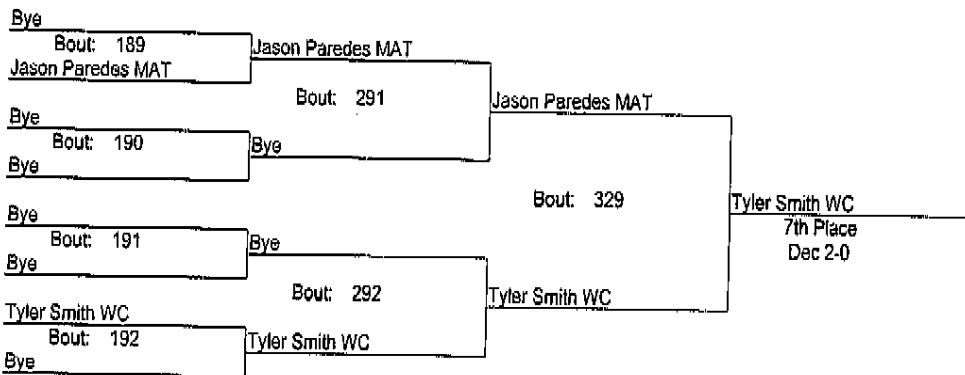 Bye
Bout: 189
Jason Paredes MAT
Jason Paredes MAT
Bout: 291
Jason Paredes MAT
Bye
Bout: 190
Bye
Bye
Bout: 329
Tyler Smith WC
7th Place
Dec 2-0
Bye
Bout: 191
Bye
Bye
Bout: 292
Tyler Smith WC
Tyler Smith WC
Bout: 192
Tyler Smith WC
Bye